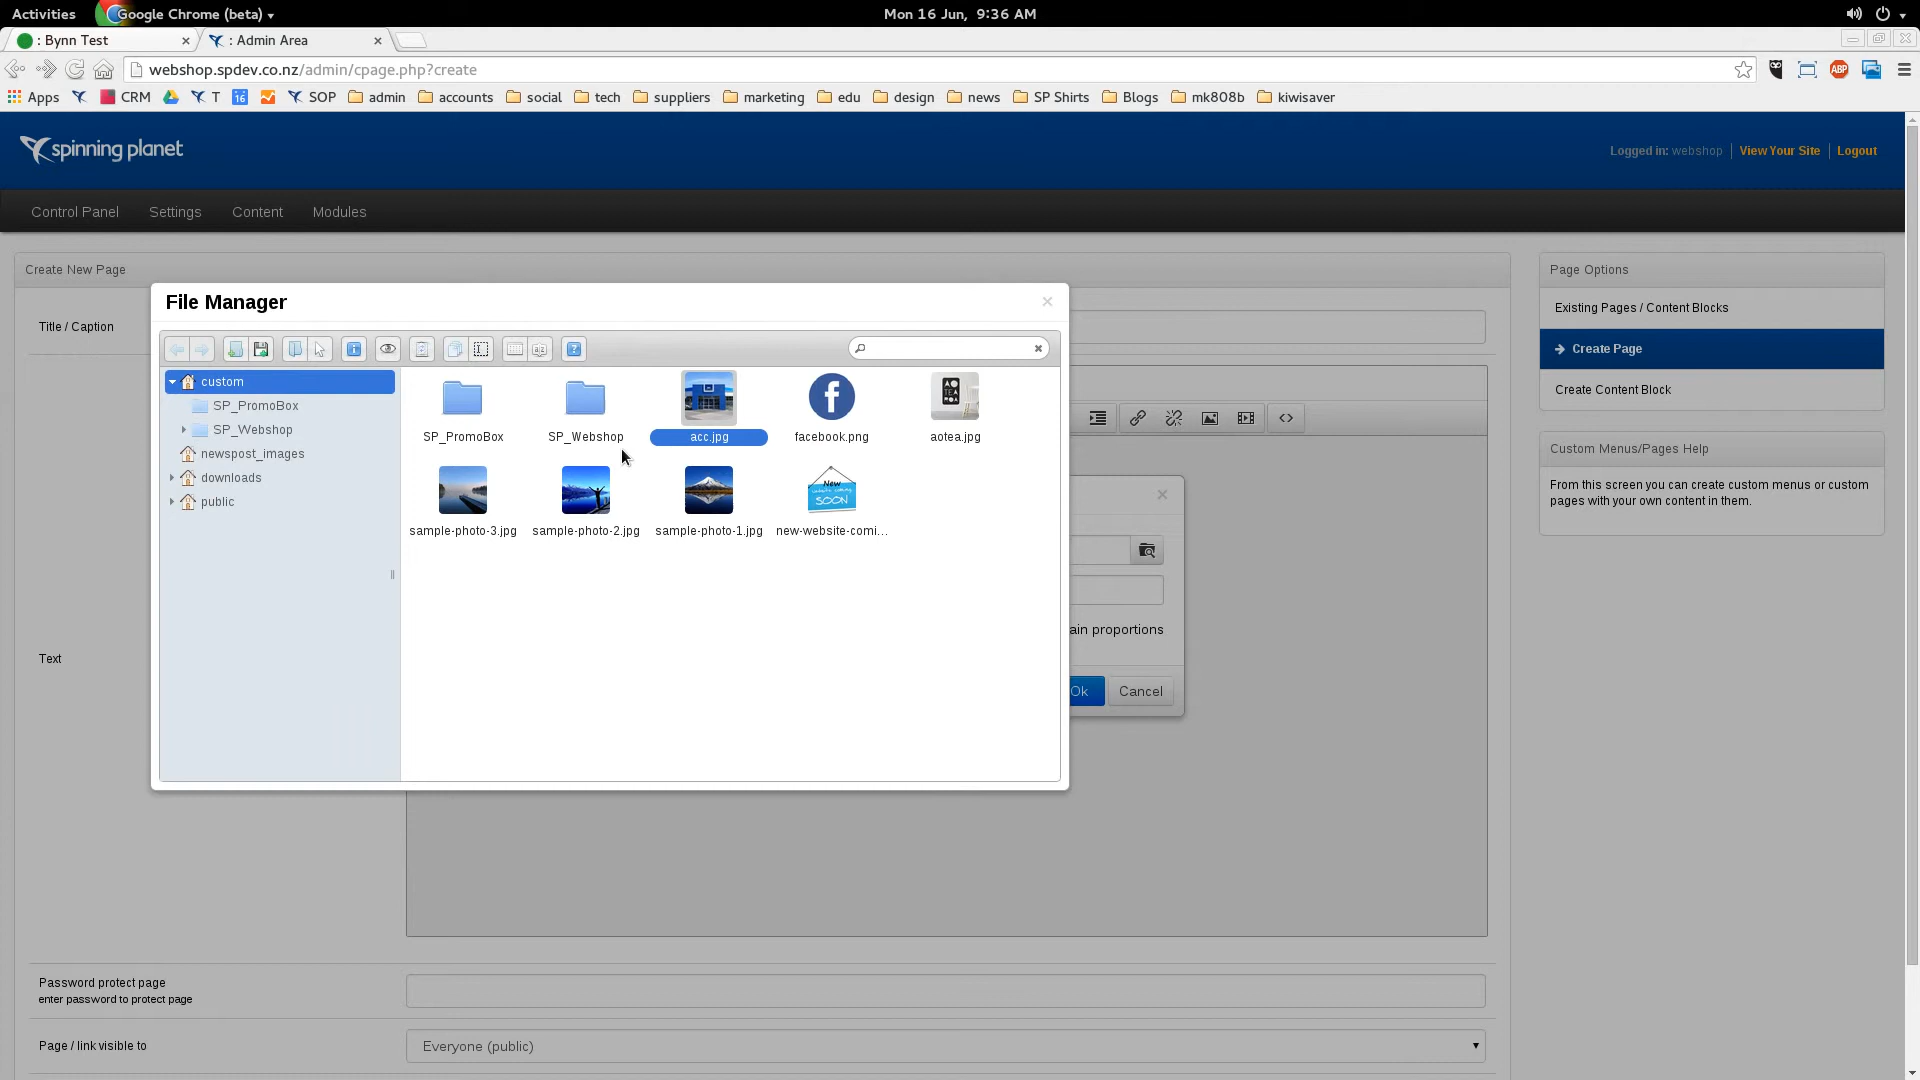 Activities Google Chrome (beta) ▾ Mon 16 Jun, 9:36 AM
: Bynn Test × : Admin Area ×
webshop.spdev.co.nz/admin/cpage.php?create ABP
Apps CRM T 16 SOP admin accounts social tech suppliers marketing edu design news SP Shirts Blogs mk808b kiwisaver
spinning planet Logged in: webshop View Your Site Logout
Control Panel Settings Content Modules
Create New Page
Title / Caption
Text
Password protect page
enter password to protect page
Page / link visible to Everyone (public)
File Manager ×
custom
SP_PromoBox
SP_Webshop
newspost_images
downloads
public
SP_PromoBox SP_Webshop acc.jpg facebook.png aotea.jpg
New
SOON
sample-photo-3.jpg sample-photo-2.jpg sample-photo-1.jpg new-website-comi...
×
ain proportions
Ok Cancel
Page Options
Existing Pages / Content Blocks
Create Page
Create Content Block
Custom Menus/Pages Help
From this screen you can create custom menus or custom
pages with your own content in them.